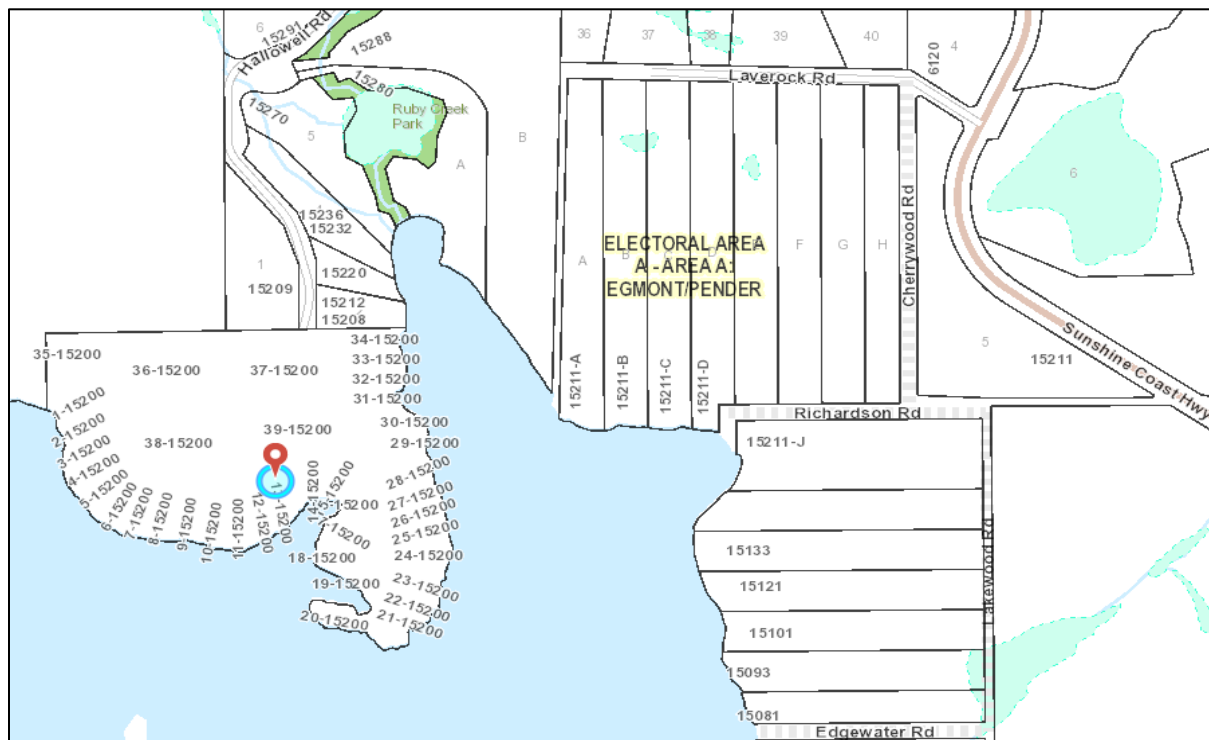 6
15291
Hallowell Rd
15288
15280
15270
Ruby Creek
Park
5
A
B
36
37
38
39
40
6120
4
Laverock Rd
6
15236
15232
15220
15212
15208
1
15209
ELECTORAL AREA
A - AREA A:
EGMONT/PENDER
A
B
C
D
F
G
H
Cherrywood Rd
Sunshine Coast Hwy
5
15211
15211-A
15211-B
15211-C
15211-D
Richardson Rd
15211-J
35-15200
36-15200
37-15200
34-15200
33-15200
32-15200
31-15200
30-15200
29-15200
28-15200
27-15200
26-15200
25-15200
24-15200
23-15200
22-15200
21-15200
20-15200
19-15200
18-15200
38-15200
39-15200
1-15200
2-15200
3-15200
4-15200
5-15200
6-15200
7-15200
8-15200
9-15200
10-15200
11-15200
12-15200
14-15200
15133
15121
15101
15093
15081
Lakewood Rd
Edgewater Rd